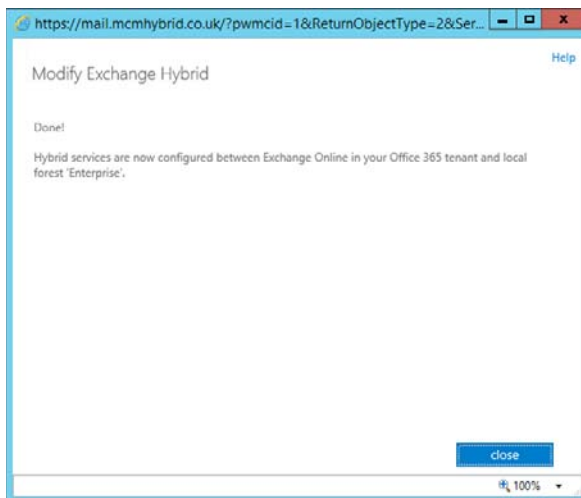 https://mail.mcmhybrid.co.uk/?pwmcid=1&ReturnObjectType=2&Ser...
Help
Modify Exchange Hybrid
Done!
Hybrid services are now configured between Exchange Online in your Office 365 tenant and local
forest 'Enterprise'.
close
100%